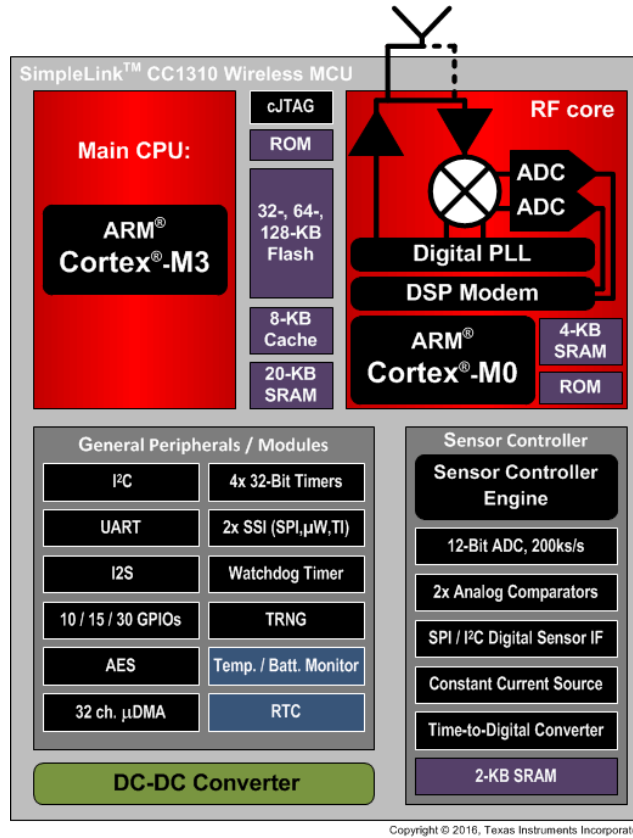 SimpleLink™ CC1310 Wireless MCU
Main CPU:
ARM®
Cortex®-M3
cJTAG
ROM
32-, 64-,
128-KB
Flash
8-KB
Cache
20-KB
SRAM
RF core
ADC
ADC
Digital PLL
DSP Modem
ARM®
Cortex®-M0
4-KB
SRAM
ROM
General Peripherals / Modules
I²C
4x 32-Bit Timers
UART
2x SSI (SPI,µW,TI)
I2S
Watchdog Timer
10 / 15 / 30 GPIOs
TRNG
AES
Temp. / Batt. Monitor
32 ch. µDMA
RTC
Sensor Controller
Sensor Controller
Engine
12-Bit ADC, 200ks/s
2x Analog Comparators
SPI / I²C Digital Sensor IF
Constant Current Source
Time-to-Digital Converter
2-KB SRAM
DC-DC Converter
Copyright © 2016, Texas Instruments Incorporat